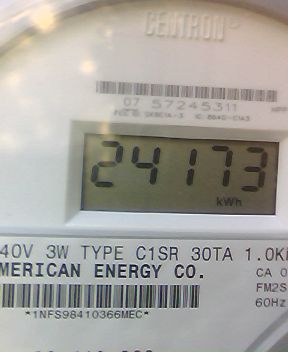 CENTRON®
07 57245311
24173
kWh
40V 3W TYPE C1SR 30TA 1.0K
MERICAN ENERGY CO.
CA 0
FM2S
60Hz
*1NFS98410366MEC*